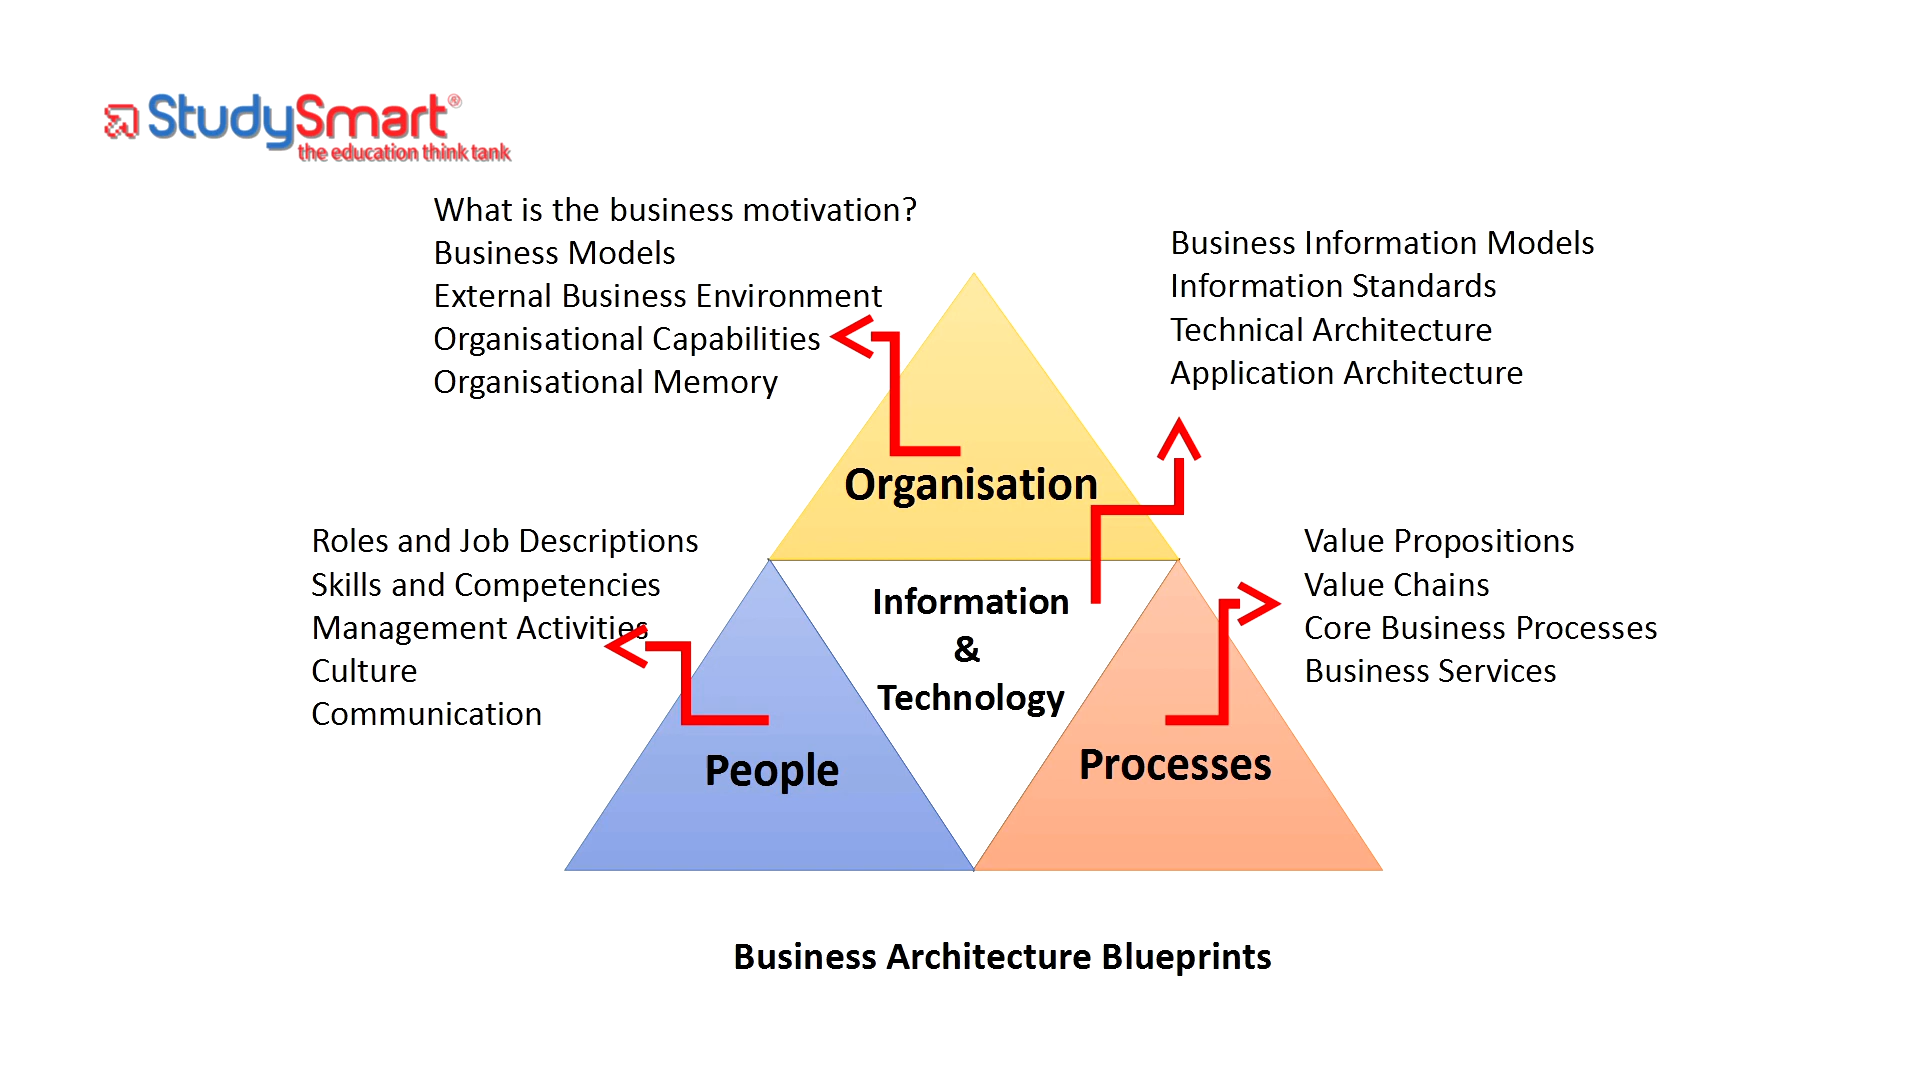 StudySmart®
the education think tank
What is the business motivation?
Business Models
External Business Environment
Organisational Capabilities
Organisational Memory
Business Information Models
Information Standards
Technical Architecture
Application Architecture
Organisation
Roles and Job Descriptions
Skills and Competencies
Management Activities
Culture
Communication
Information
&
Technology
Value Propositions
Value Chains
Core Business Processes
Business Services
People
Processes
Business Architecture Blueprints